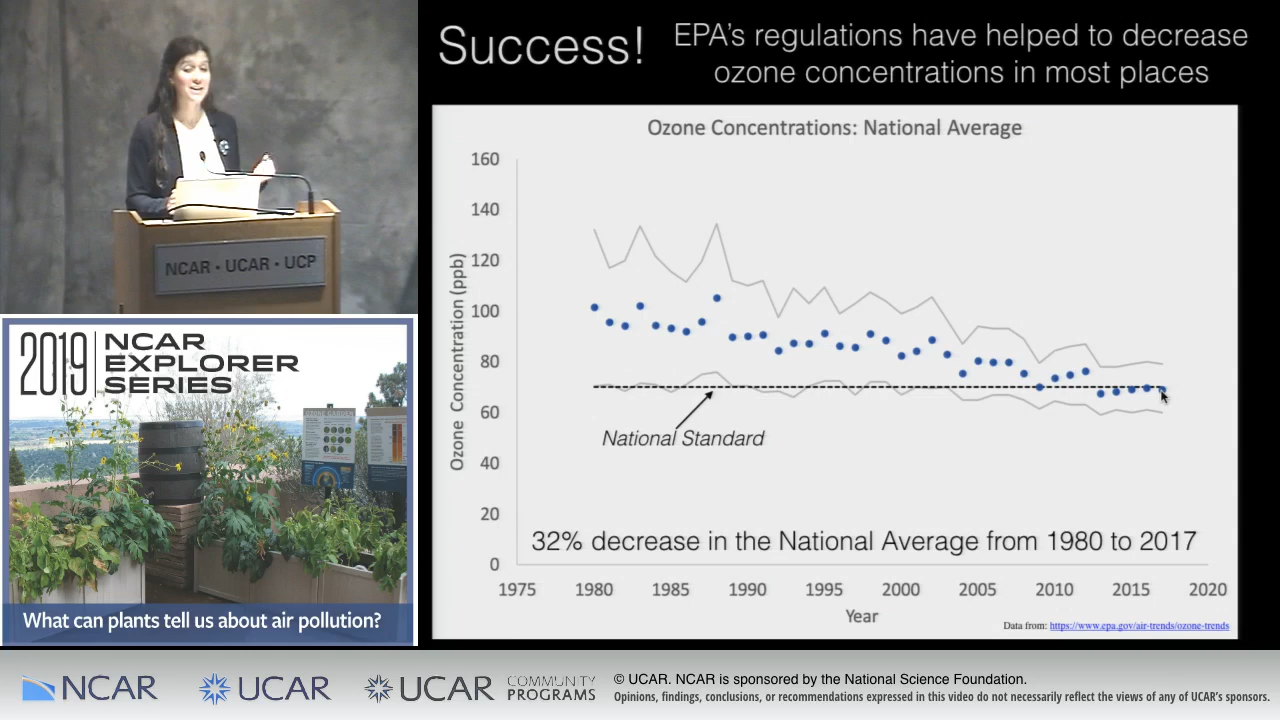 Success!
EPA's regulations have helped to decrease
ozone concentrations in most places
NCAR • UCAR • UCP
Ozone Concentrations: National Average
Ozone Concentration (ppb)
160
140
120
100
80
60
40
20
0
National Standard
32% decrease in the National Average from 1980 to 2017
1975 1980 1985 1990 1995 2000 2005 2010 2015 2020
Year
Data from: https://www.epa.gov/air-trends/ozone-trends
2019 NCAR
EXPLORER
SERIES
What can plants tell us about air pollution?
NCAR
UCAR
UCAR COMMUNITY
PROGRAMS
© UCAR. NCAR is sponsored by the National Science Foundation.
Opinions, findings, conclusions, or recommendations expressed in this video do not necessarily reflect the views of any of UCAR's sponsors.